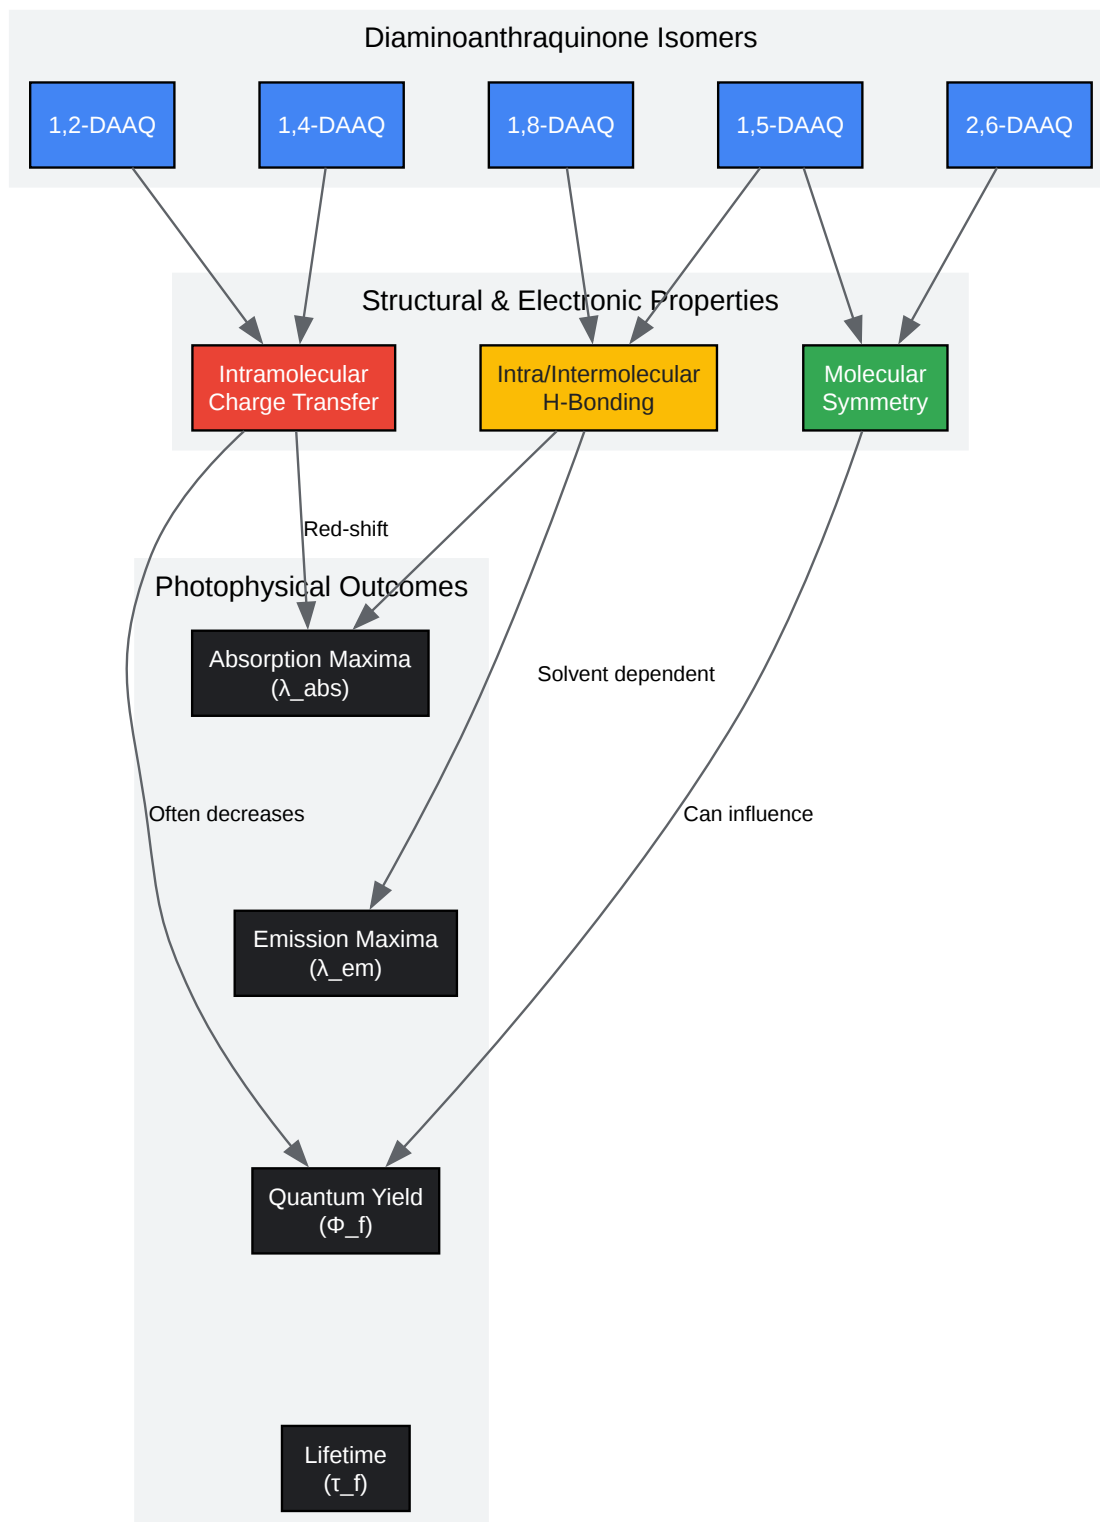 Diaminoanthraquinone Isomers
1,2-DAAQ
1,4-DAAQ
1,8-DAAQ
1,5-DAAQ
2,6-DAAQ
Structural & Electronic Properties
Intramolecular
Charge Transfer
Intra/Intermolecular
H-Bonding
Molecular
Symmetry
Red-shift
Photophysical Outcomes
Absorption Maxima
(λ_abs)
Solvent dependent
Often decreases
Can influence
Emission Maxima
(λ_em)
Quantum Yield
(Φ_f)
Lifetime
(τ_f)